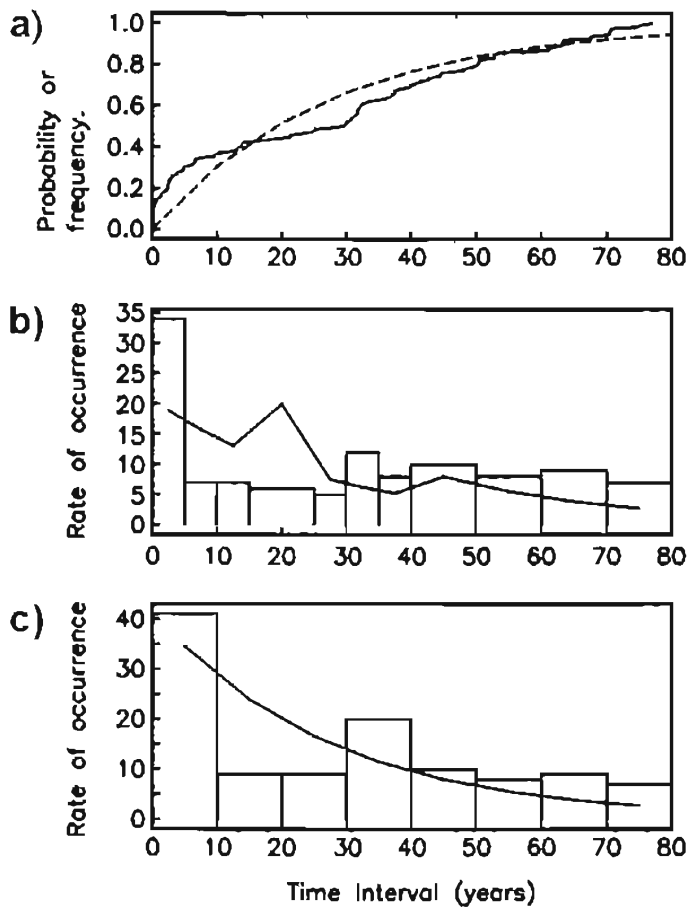 a)
Probability or
frequency.
1.0
0.8
0.6
0.4
0.2
0.0
0 10 20 30 40 50 60 70 80
b)
Rate of occurrence
35
30
25
20
15
10
5
0
0 10 20 30 40 50 60 70 80
c)
Rate of occurrence
40
30
20
10
0
0 10 20 30 40 50 60 70 80
Time Interval (years)